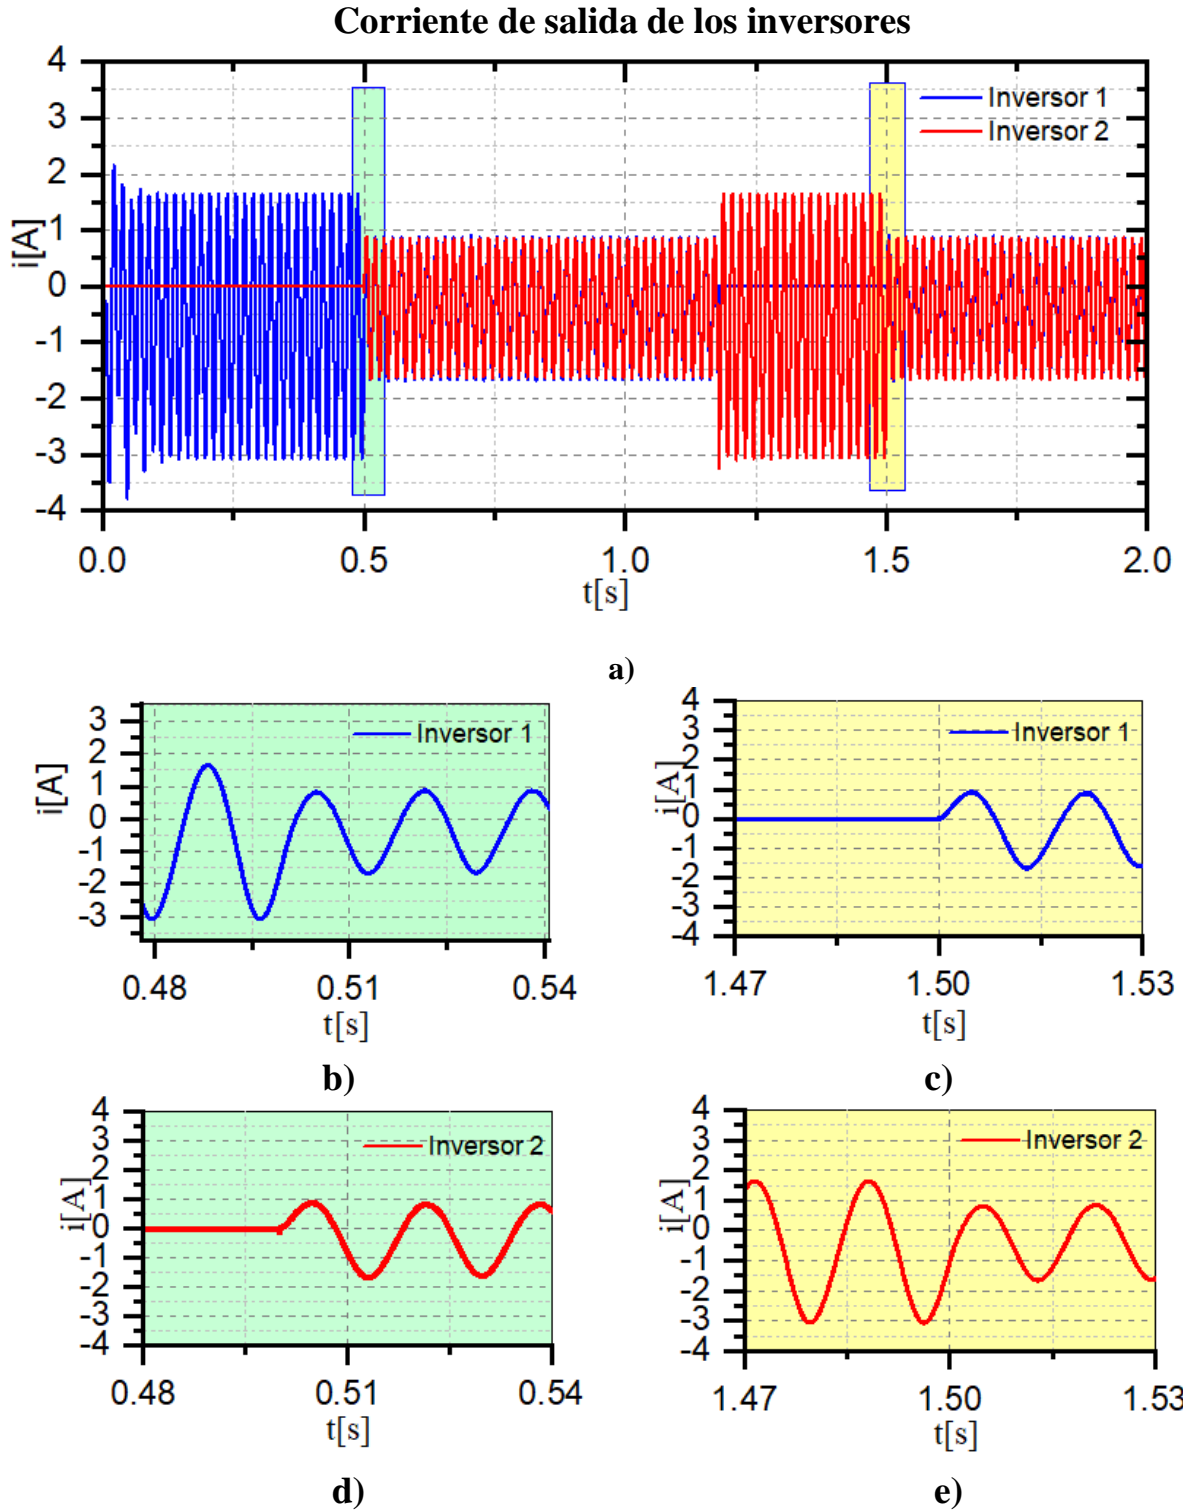 Corriente de salida de los inversores
4
3
2
1
0
-1
-2
-3
-4
i[A]
Inversor 1
Inversor 2
0.0 0.5 1.0 1.5 2.0
t[s]
a)
3
2
1
0
-1
-2
-3
i[A]
Inversor 1
0.48 0.51 0.54
t[s]
b)
4
3
2
1
0
-1
-2
-3
-4
i[A]
Inversor 1
1.47 1.50 1.53
t[s]
c)
4
3
2
1
0
-1
-2
-3
-4
i[A]
Inversor 2
0.48 0.51 0.54
t[s]
d)
4
3
2
1
0
-1
-2
-3
-4
i[A]
Inversor 2
1.47 1.50 1.53
t[s]
e)